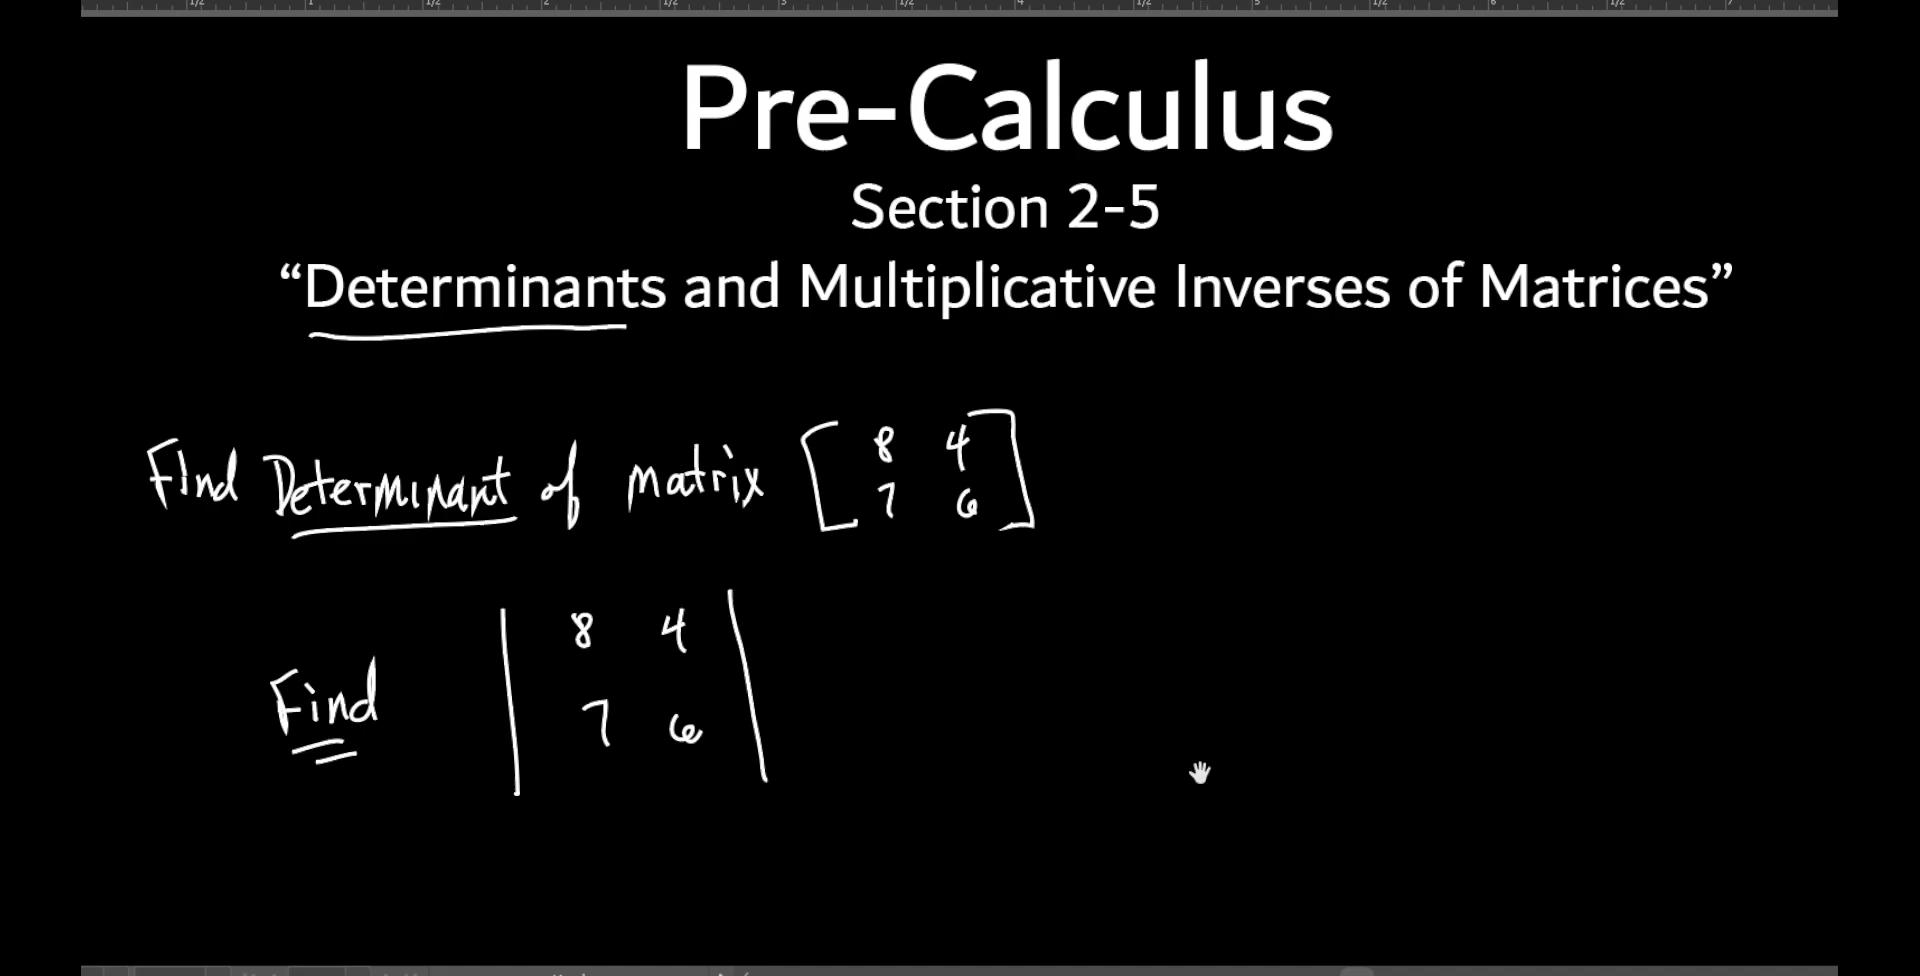 Pre-Calculus
Section 2-5
“Determinants and Multiplicative Inverses of Matrices”
Find Determinant of matrix [ 8 4
7 6 ]
Find | 8 4
7 6 |